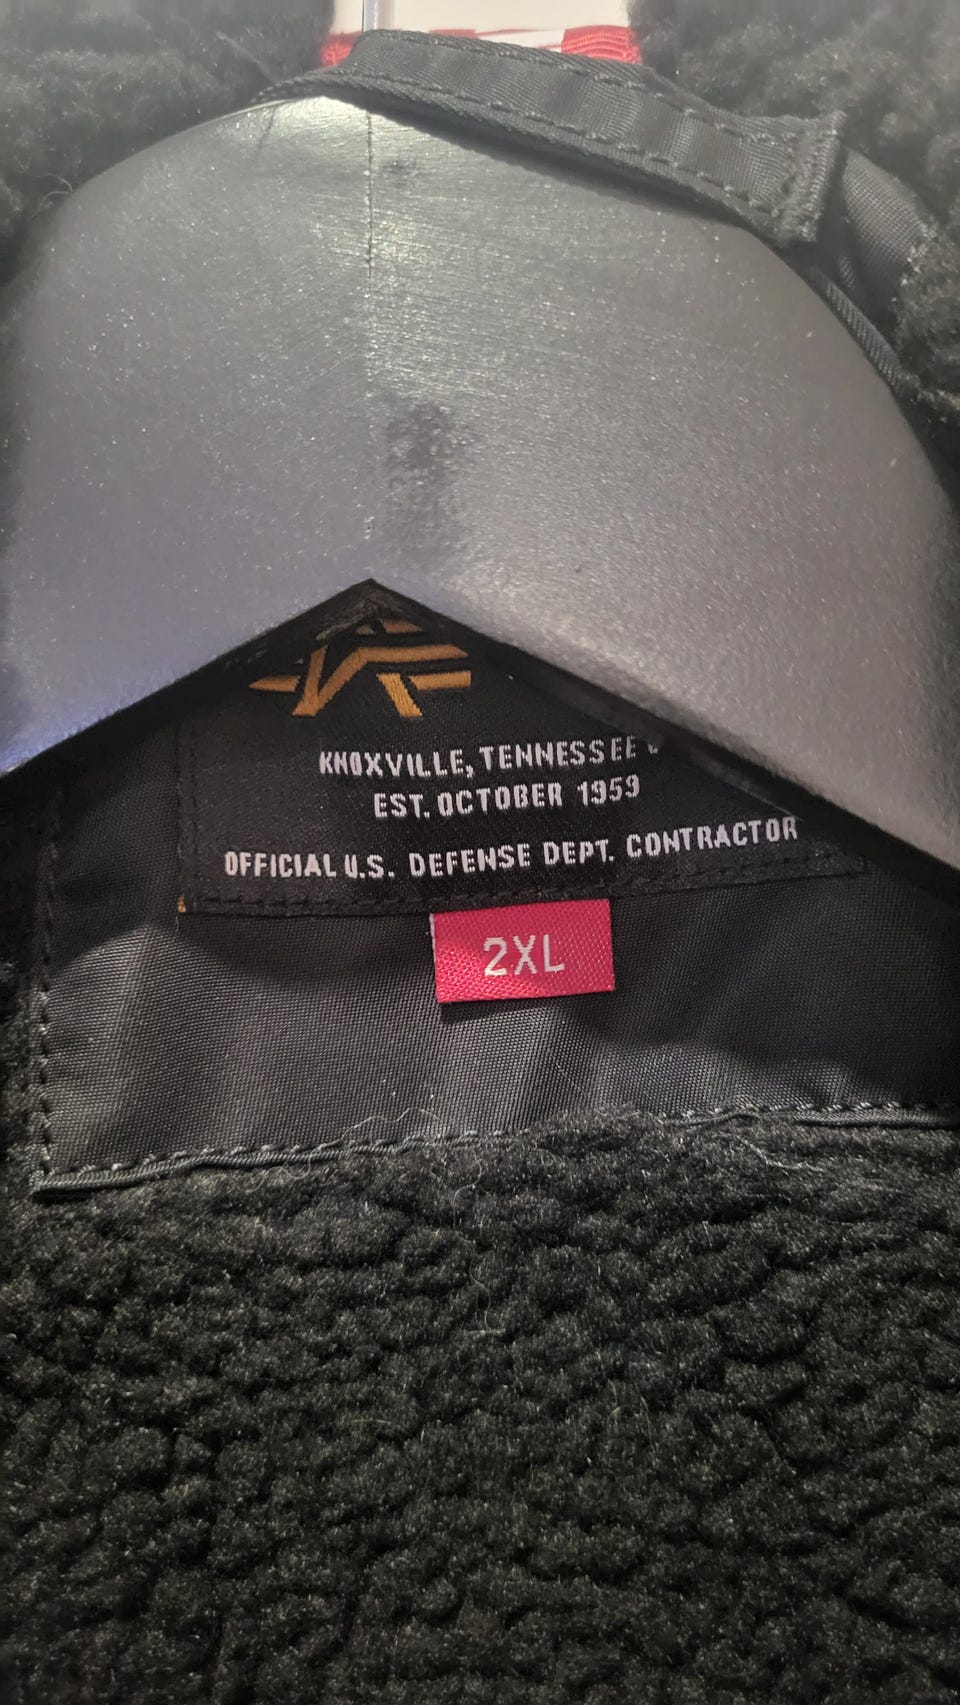 KNOXVILLE, TENNESSEE
EST. OCTOBER 1959
OFFICIAL U.S. DEFENSE DEPT. CONTRACTOR
2XL